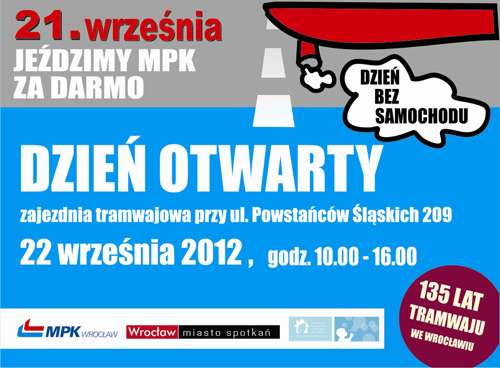 21. września
JEŹDZIMY MPK
ZA DARMO
DZIEŃ
BEZ
SAMOCHODU
DZIEŃ OTWARTY
zajezdnia tramwajowa przy ul. Powstańców Śląskich 209
22 września 2012 , godz. 10.00 - 16.00
135 LAT
TRAMWAJU
WE WROCŁAWIU
MPK WROCŁAW
Wrocław miasto spotkań